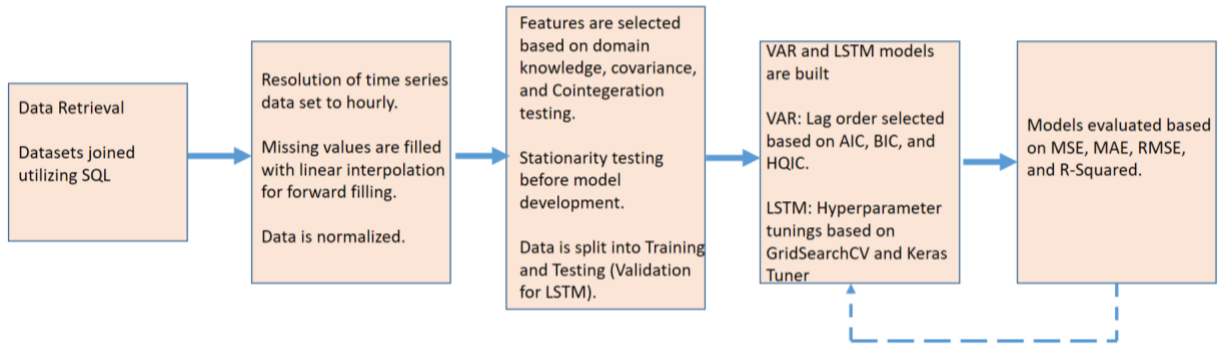 Data Retrieval
Datasets joined
utilizing SQL
Resolution of time series
data set to hourly.
Missing values are filled
with linear interpolation
for forward filling.
Data is normalized.
Features are selected
based on domain
knowledge, covariance,
and Cointegeration
testing.
Stationarity testing
before model
development.
Data is split into Training
and Testing (Validation
for LSTM).
VAR and LSTM models
are built
VAR: Lag order selected
based on AIC, BIC, and
HQIC.
LSTM: Hyperparameter
tunings based on
GridSearchCV and Keras
Tuner
Models evaluated based
on MSE, MAE, RMSE,
and R-Squared.